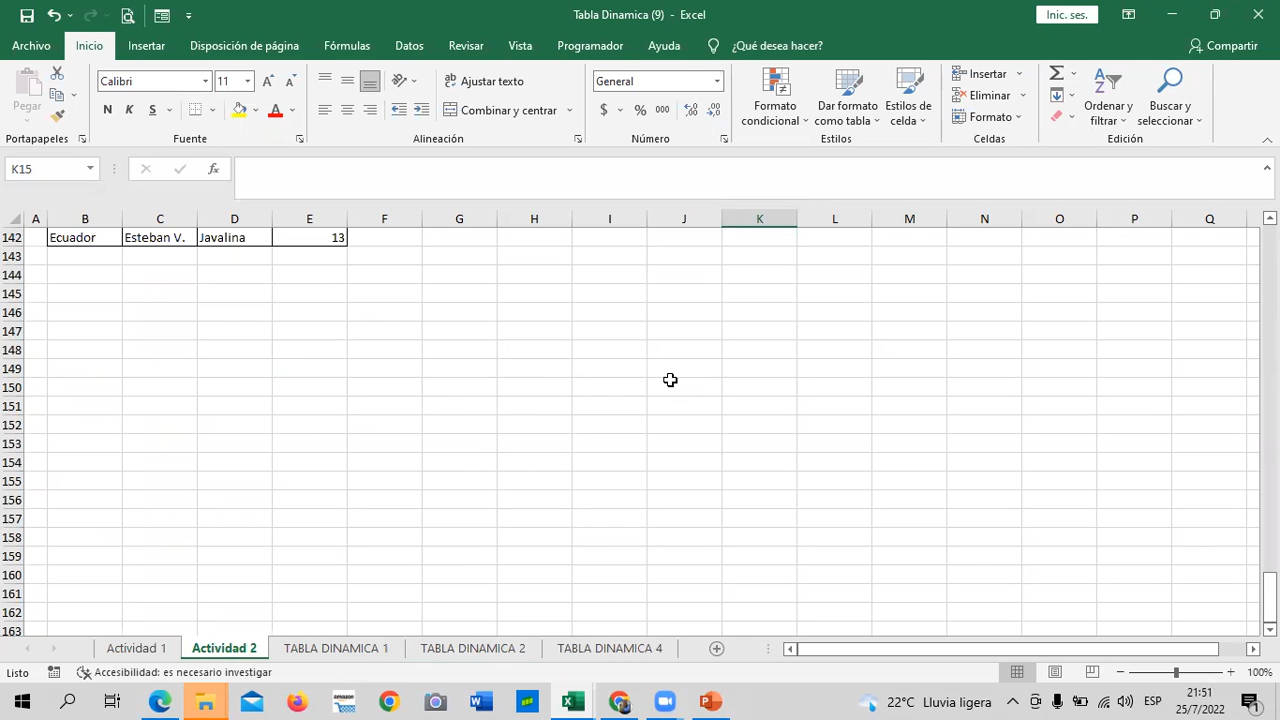 Tabla Dinamica (9) - Excel
Inic. ses.
Archivo Inicio Insertar Disposición de página Fórmulas Datos Revisar Vista Programador Ayuda ¿Qué desea hacer? Compartir
Pegar
Calibri 11
N K S
Ajustar texto
Combinar y centrar
General
$ % 000
Formato condicional
Dar formato como tabla
Estilos de celda
Insertar
Eliminar
Formato
Ordenar y filtrar
Buscar y seleccionar
Portapapeles Fuente Alineación Número Estilos Celdas Edición
K15 fx
A B C D E F G H I J K L M N O P Q
142 Ecuador Esteban V. Javalina 13
143
144
145
146
147
148
149
150
151
152
153
154
155
156
157
158
159
160
161
162
163
Actividad 1 Actividad 2 TABLA DINAMICA 1 TABLA DINAMICA 2 TABLA DINAMICA 4
Listo Accesibilidad: es necesario investigar 100%
22°C Lluvia ligera ESP 21:51
25/7/2022